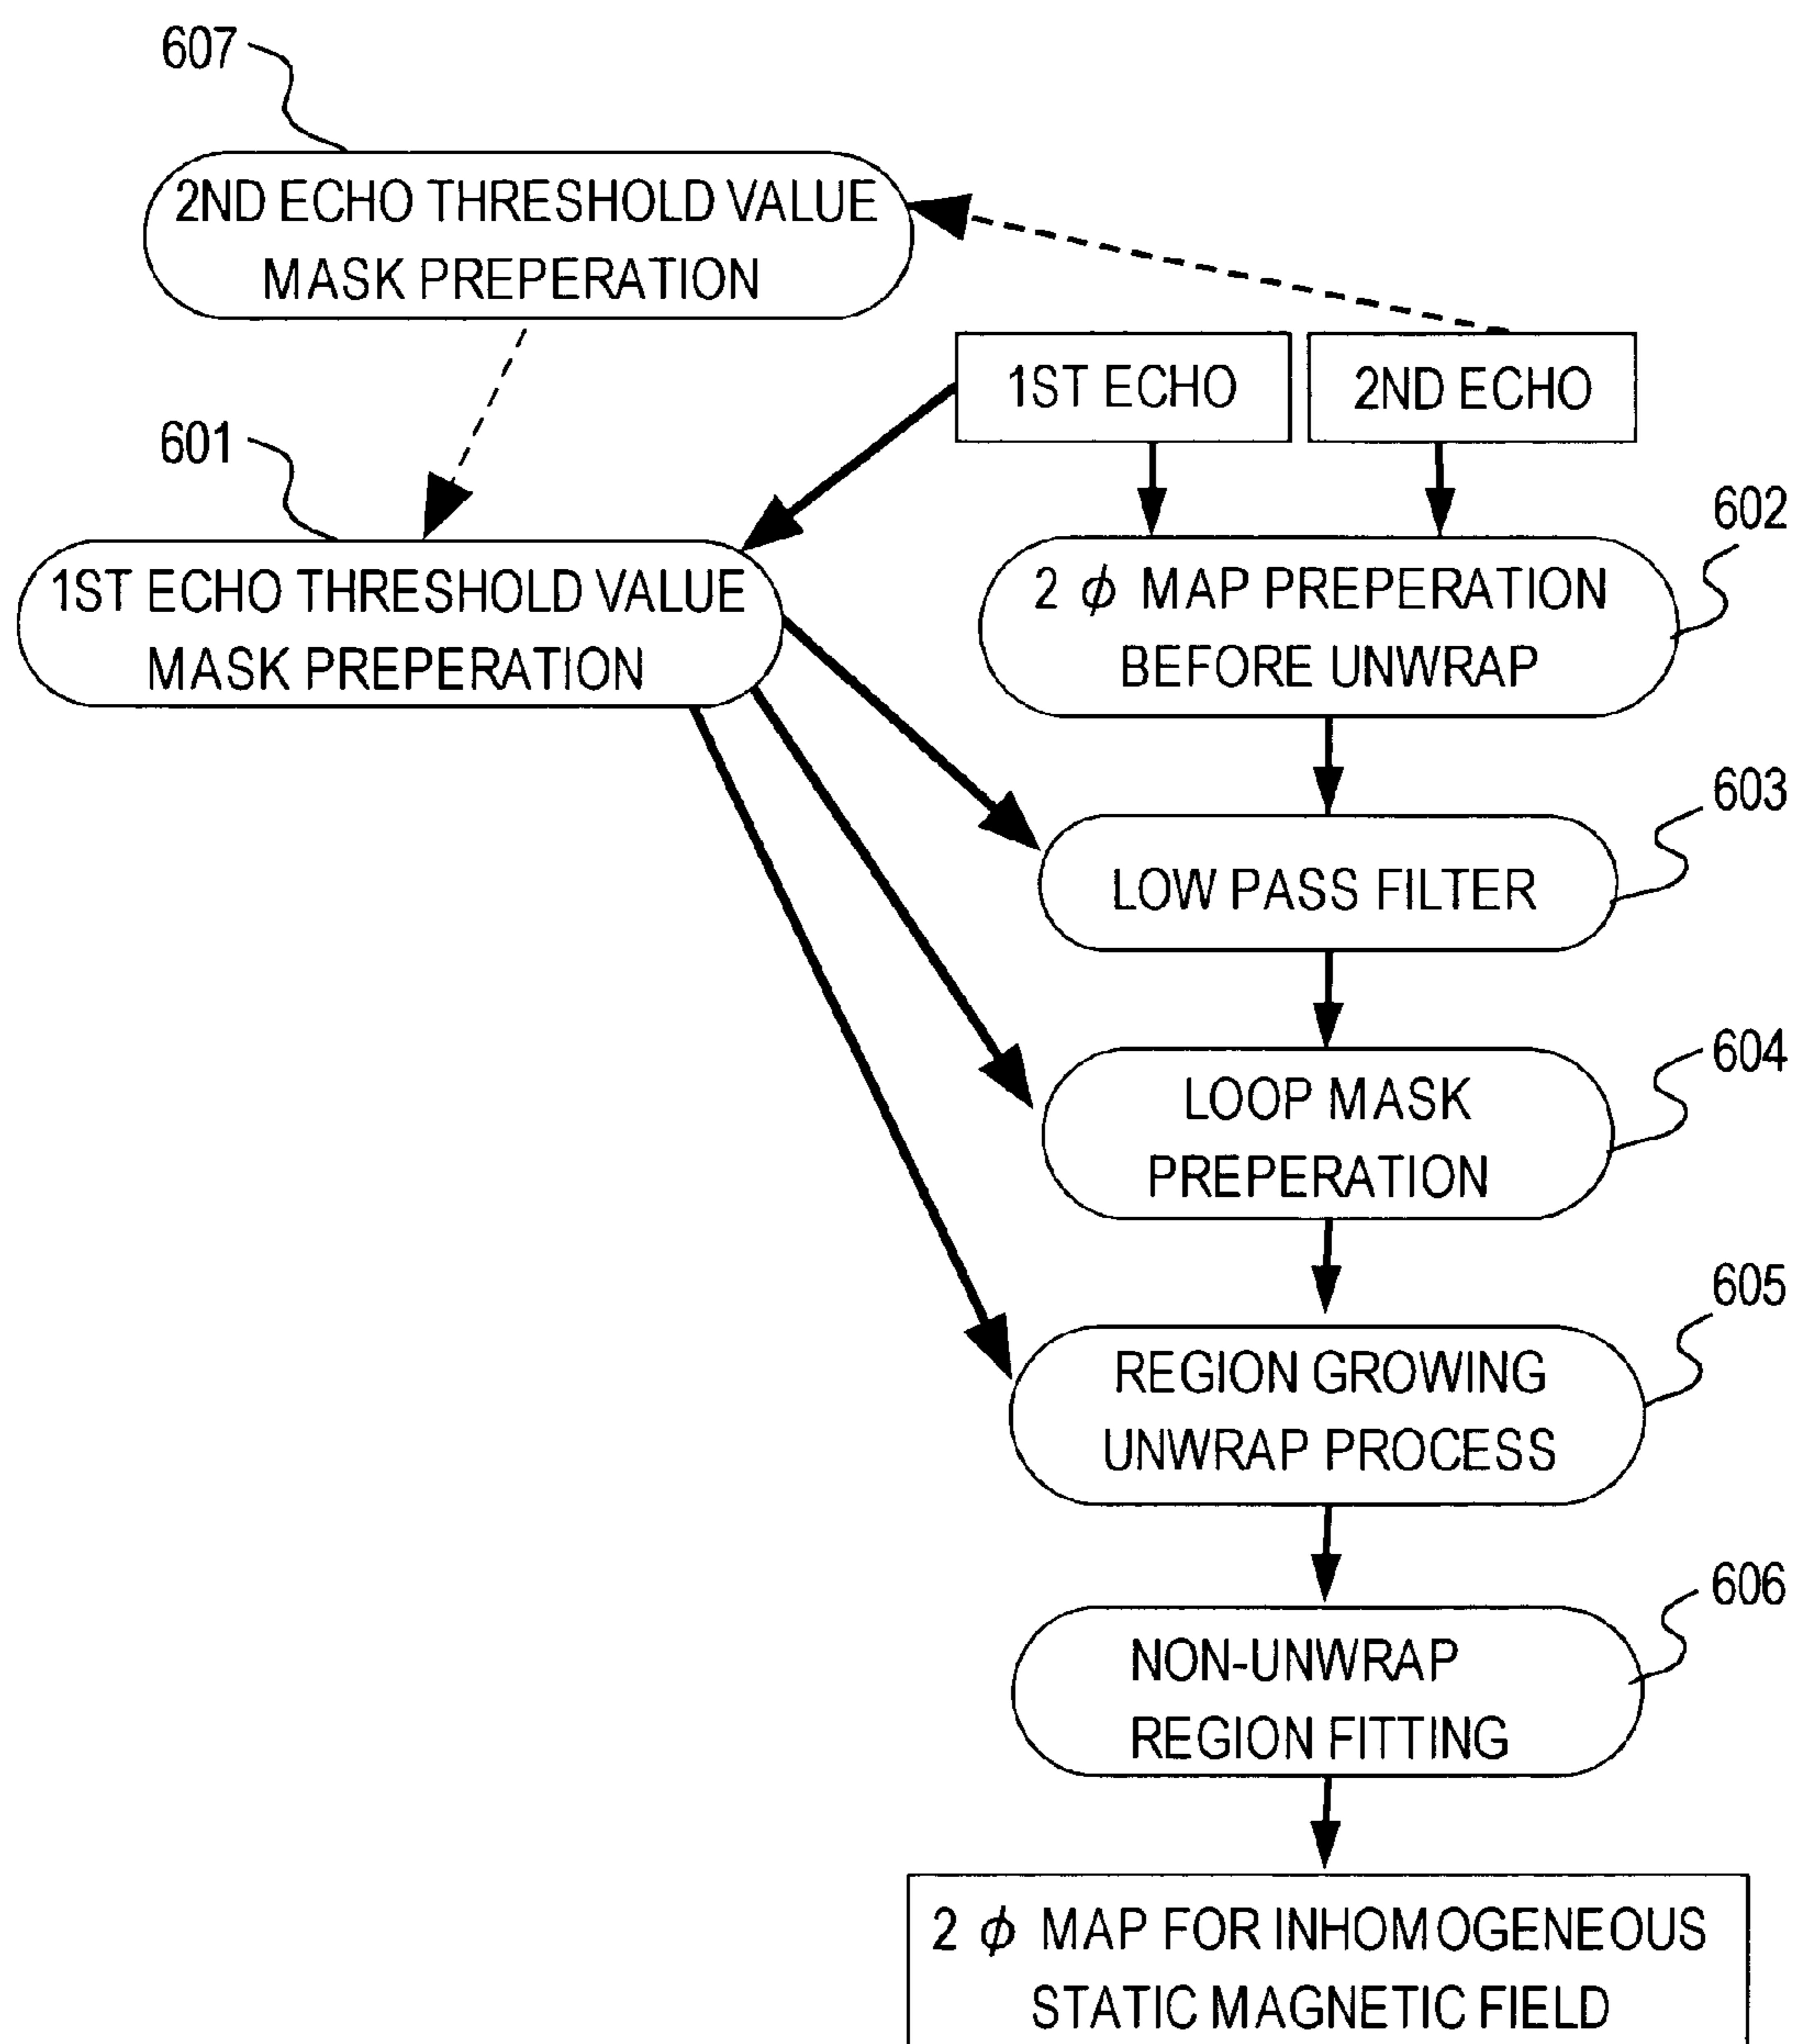 607
2ND ECHO THRESHOLD VALUE
MASK PREPERATION
1ST ECHO
2ND ECHO
601
1ST ECHO THRESHOLD VALUE
MASK PREPERATION
602
2 ϕ MAP PREPERATION
BEFORE UNWRAP
603
LOW PASS FILTER
604
LOOP MASK
PREPERATION
605
REGION GROWING
UNWRAP PROCESS
606
NON-UNWRAP
REGION FITTING
2 ϕ MAP FOR INHOMOGENEOUS
STATIC MAGNETIC FIELD